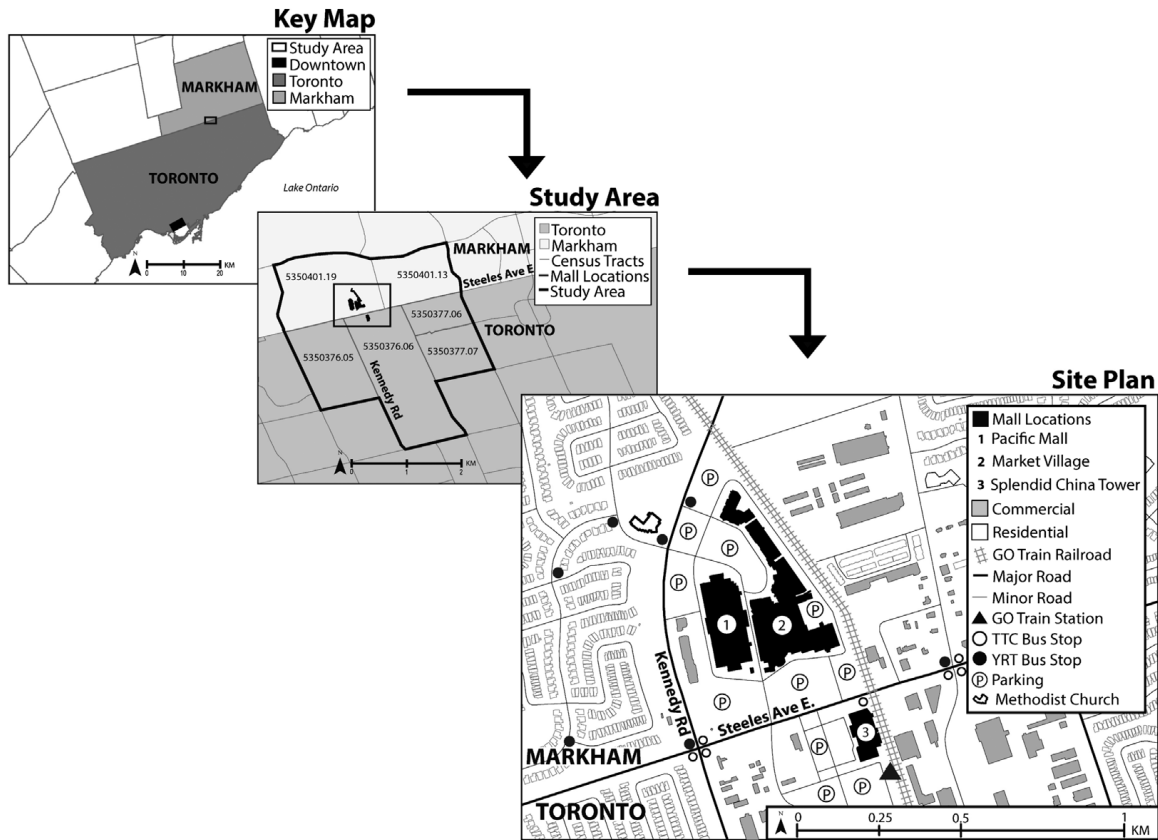 Key Map
Study Area
Downtown
Toronto
Markham
MARKHAM
TORONTO
Lake Ontario
N
0 10 20 KM
Study Area
Toronto
Markham
Census Tracts
Mall Locations
Study Area
MARKHAM
Steeles Ave E
5350401.19
5350401.13
5350377.06
TORONTO
5350376.05
5350376.06
5350377.07
Kennedy Rd
N
0 1 2 KM
Site Plan
Mall Locations
1 Pacific Mall
2 Market Village
3 Splendid China Tower
Commercial
Residential
GO Train Railroad
Major Road
Minor Road
GO Train Station
TTC Bus Stop
YRT Bus Stop
P Parking
Methodist Church
P
P
P
P
P
1
2
P
P
P
Kennedy Rd
Steeles Ave E.
3
P
P
P
MARKHAM
TORONTO
N
0 0.25 0.5 1
KM